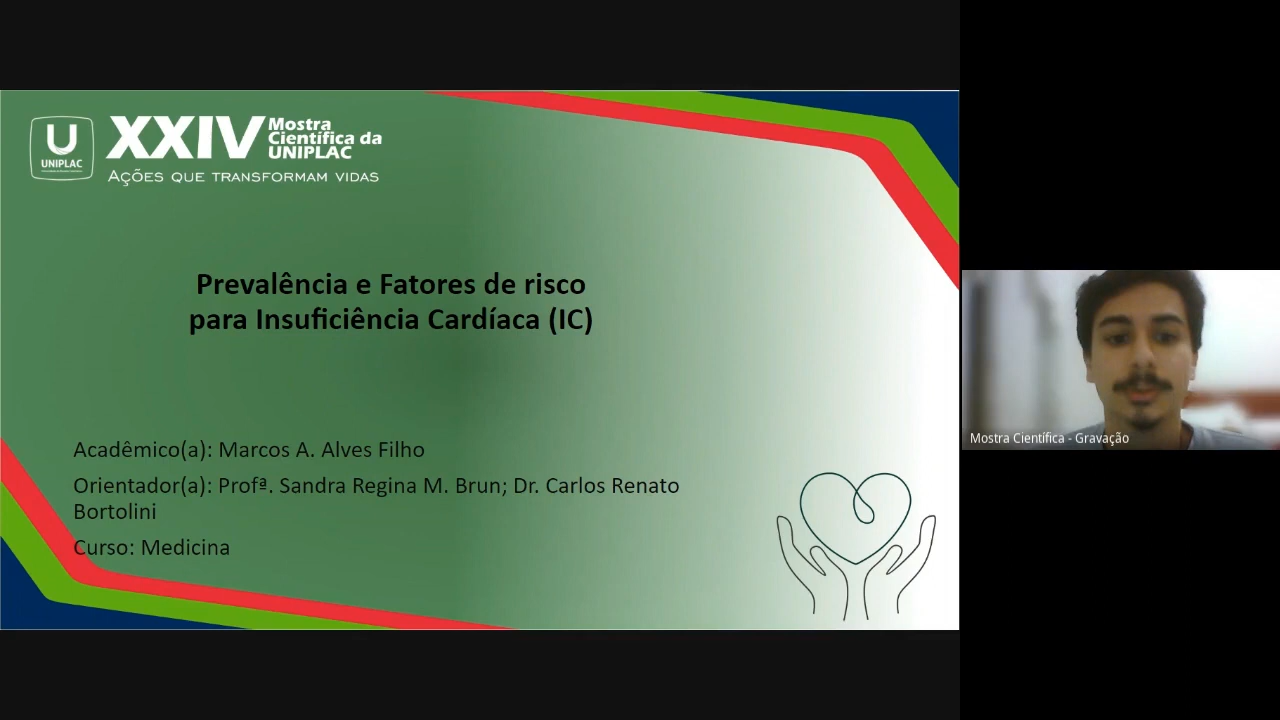 U
UNIPLAC
XXIV Mostra
Científica da
UNIPLAC
AÇÕES QUE TRANSFORMAM VIDAS
Prevalência e Fatores de risco
para Insuficiência Cardíaca (IC)
Acadêmico(a): Marcos A. Alves Filho
Orientador(a): Profª. Sandra Regina M. Brun; Dr. Carlos Renato
Bortolini
Curso: Medicina
Mostra Científica - Gravação